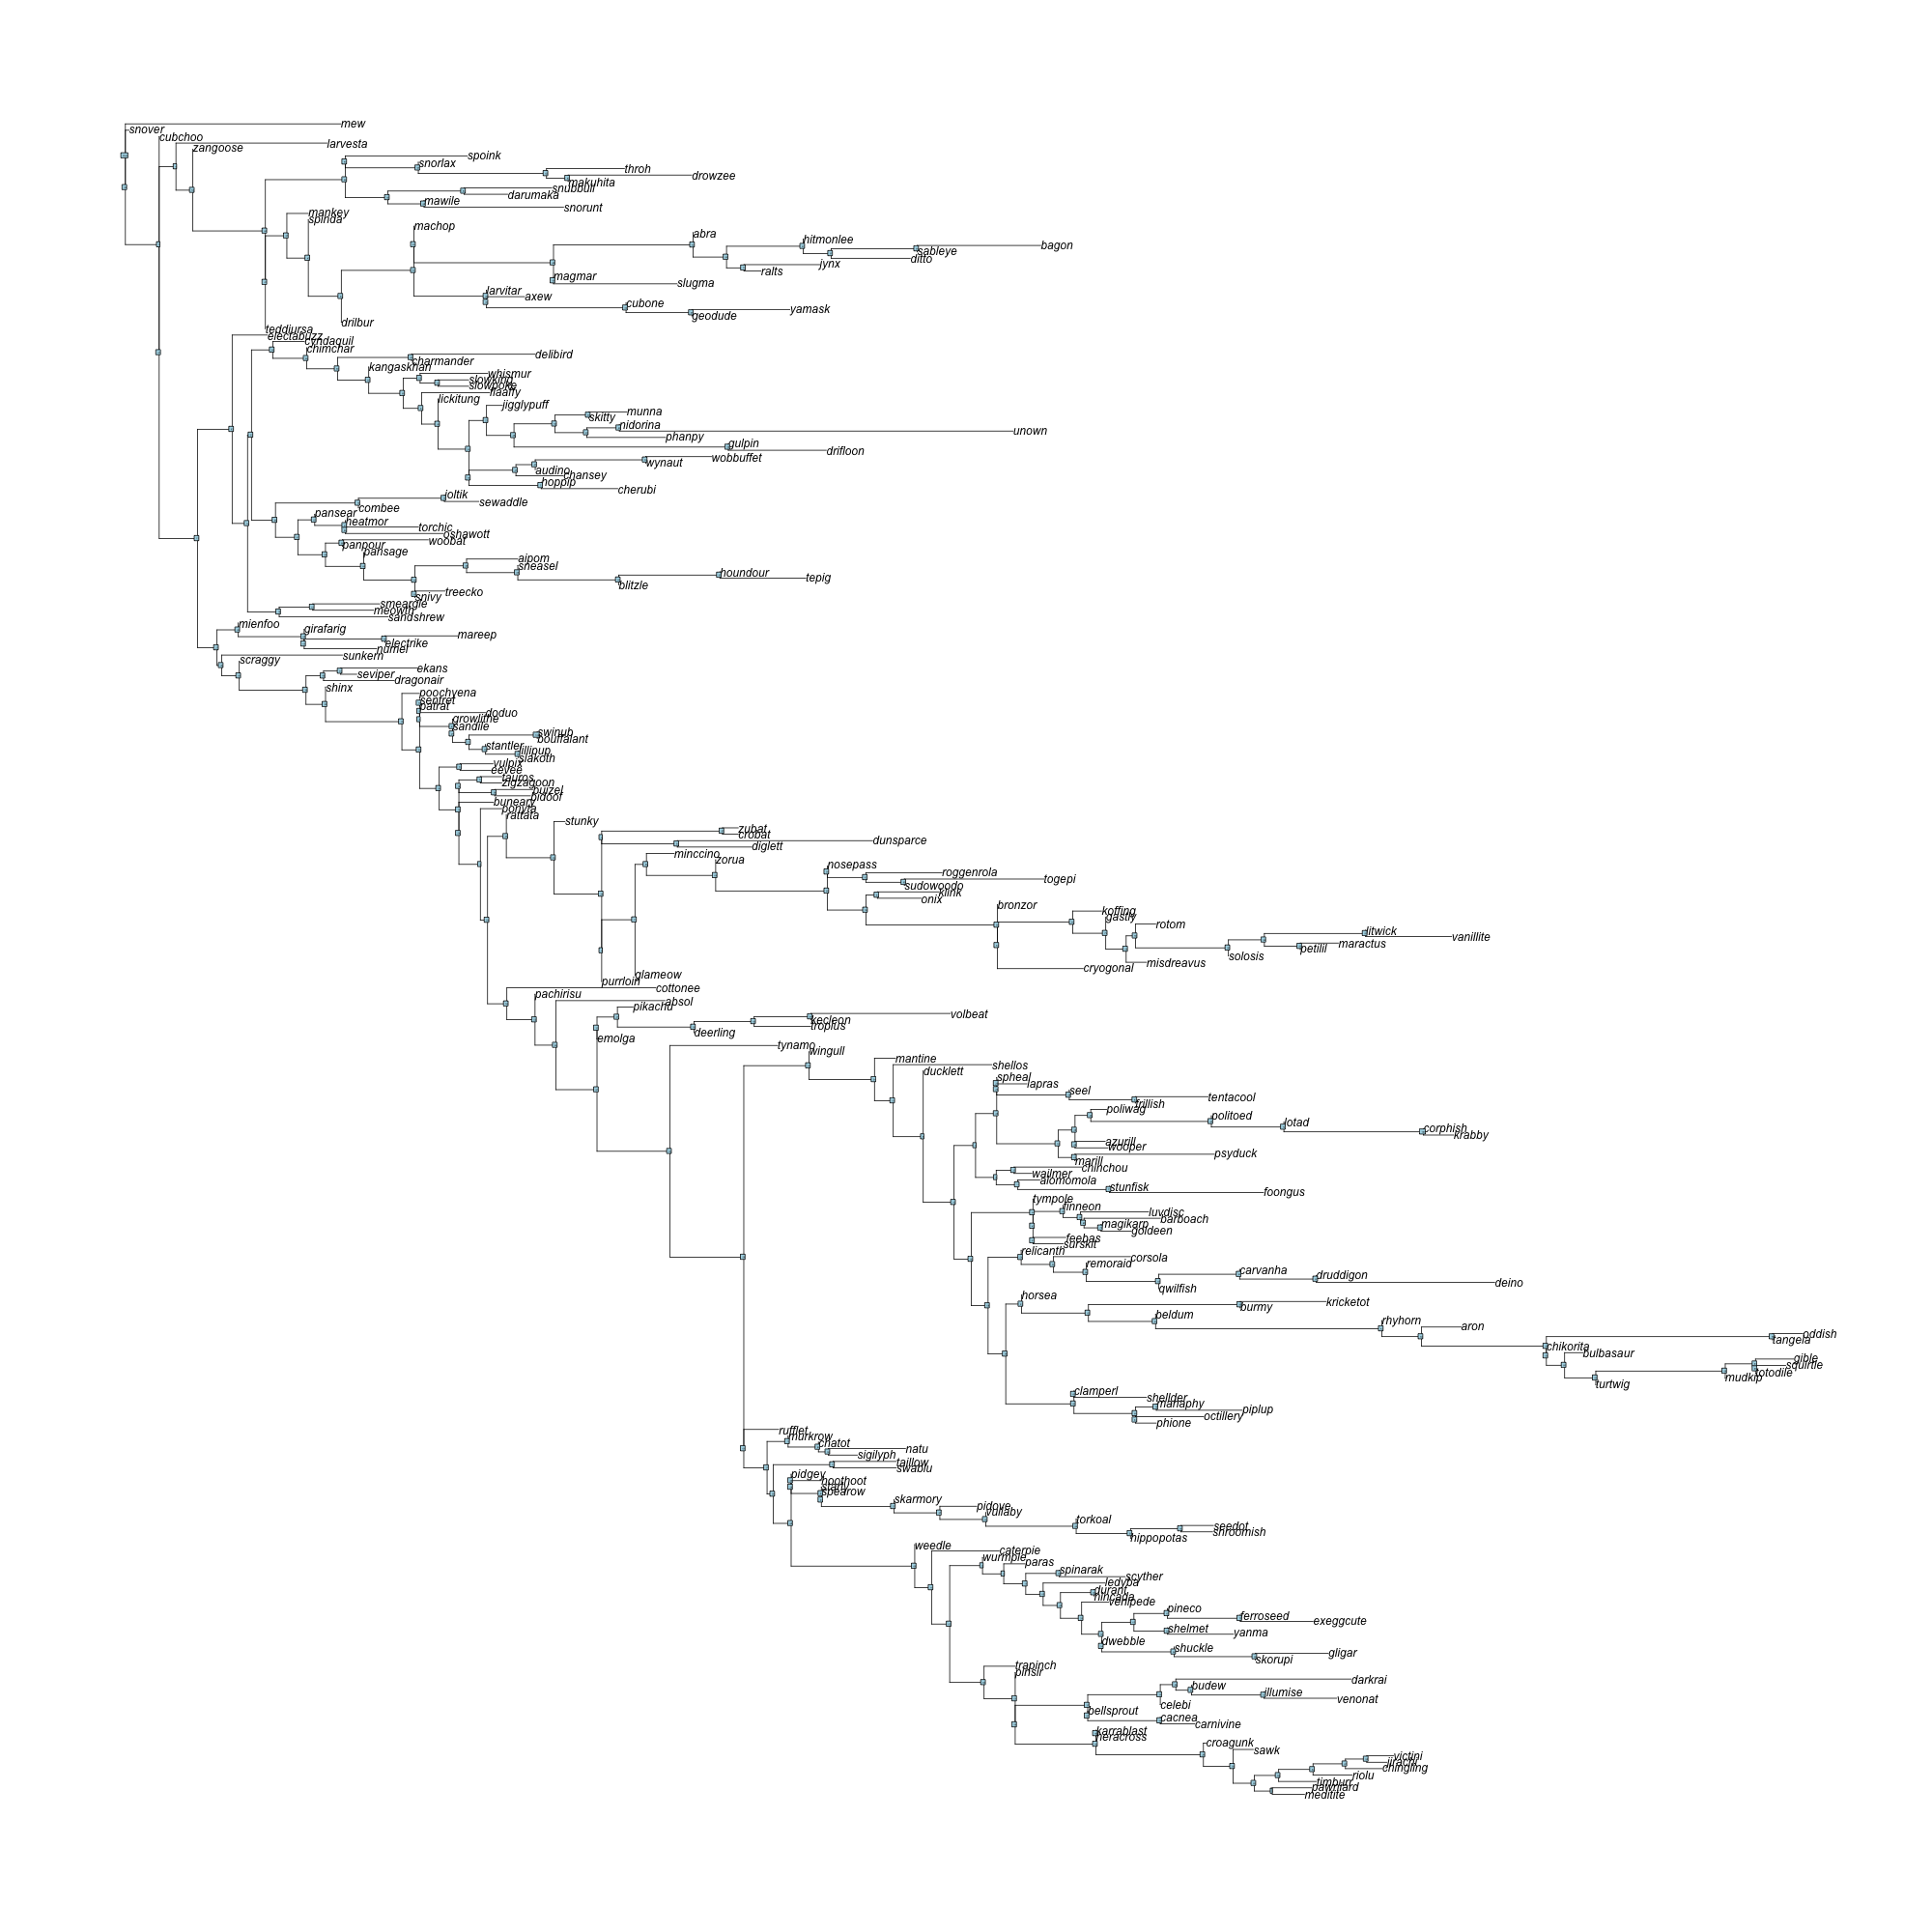 mew
snover
cubchoo
larvesta
zangoose
spoink
snorlax
throh
drowzee
makuhita
snubbull
darumaka
mawile
snorunt
mankey
spinda
machop
abra
hitmonlee
bagon
sableye
ditto
jynx
ralts
magmar
slugma
larvitar
axew
cubone
yamask
geodude
drilbur
teddiursa
electabuzz
cyndaquil
chimchar
delibird
charmander
kangaskhan
whismur
slowking
slowpoke
flaaffy
lickitung
jigglypuff
munna
skitty
nidorina
unown
phanpy
gulpin
drifloon
wobbuffet
wynaut
audino
chansey
hoppip
cherubi
joltik
sewaddle
combee
pansear
heatmor
torchic
oshawott
woobat
panpour
pansage
aipom
sneasel
houndour
tepig
blitzle
treecko
snivy
smeargle
meowth
sandshrew
mienfoo
girafarig
mareep
electrike
numel
sunkern
scraggy
ekans
seviper
dragonair
shinx
poochyena
sentret
patrat
doduo
growlithe
sandile
swinub
bouffalant
stantler
lillipup
slakoth
vulpix
eevee
tauros
zigzagoon
buizel
bidoof
buneary
ponyta
rattata
stunky
zubat
crobat
dunsparce
diglett
minccino
zorua
nosepass
roggenrola
togepi
sudowoodo
klink
onix
bronzor
koffing
gastly
rotom
litwick
vanillite
maractus
petilil
solosis
misdreavus
cryogonal
glameow
purrloin
cottonee
pachirisu
absol
pikachu
volbeat
kecleon
tropius
deerling
emolga
tynamo
wingull
mantine
shellos
ducklett
spheal
lapras
seel
tentacool
frillish
poliwag
politoed
lotad
corphish
krabby
azurill
wooper
psyduck
marill
chinchou
wailmer
alomomola
stunfisk
foongus
tympole
finneon
luvdisc
barboach
magikarp
goldeen
feebas
surskit
relicanth
corsola
remoraid
carvanha
druddigon
deino
qwilfish
horsea
kricketot
burmy
beldum
rhyhorn
aron
oddish
tangela
chikorita
bulbasaur
gible
squirtle
totodile
mudkip
turtwig
clamperl
shellder
manaphy
piplup
octillery
phione
rufflet
murkrow
chatot
natu
sigilyph
taillow
swablu
pidgey
hoothoot
starly
spearow
skarmory
pidove
vullaby
torkoal
seedot
shroomish
hippopotas
weedle
caterpie
wurmple
paras
spinarak
scyther
ledyba
durant
nincada
venipede
pineco
ferroseed
exeggcute
shelmet
yanma
dwebble
shuckle
gligar
skorupi
trapinch
pinsir
darkrai
budew
illumise
venonat
celebi
bellsprout
cacnea
carnivine
karrablast
heracross
croagunk
sawk
victini
jirachi
chingling
riolu
timburr
pawniard
meditite